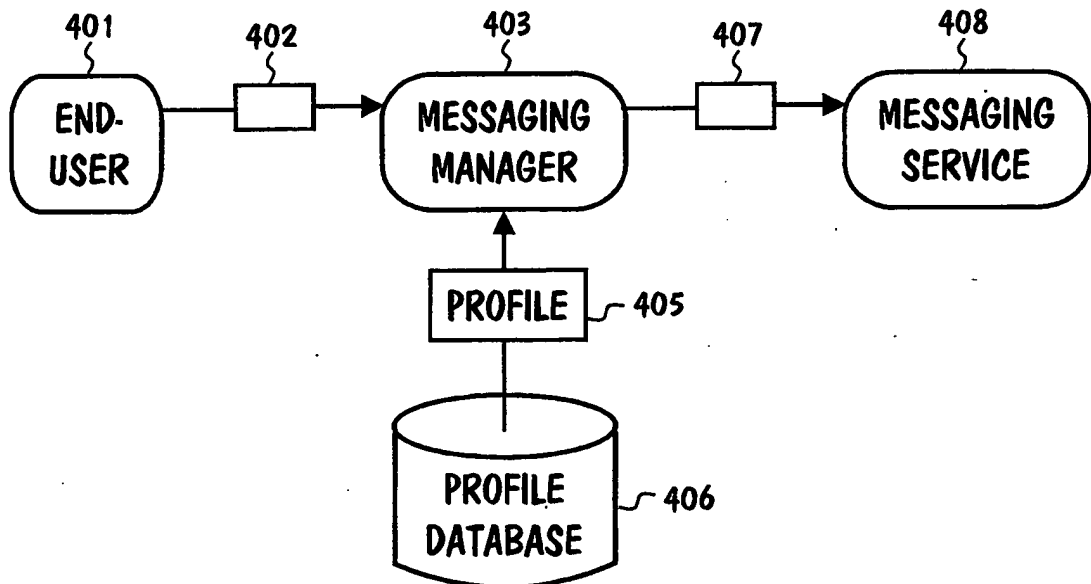 401
402
403
407
408
END-
USER
MESSAGING
MANAGER
MESSAGING
SERVICE
PROFILE
405
PROFILE
DATABASE
406